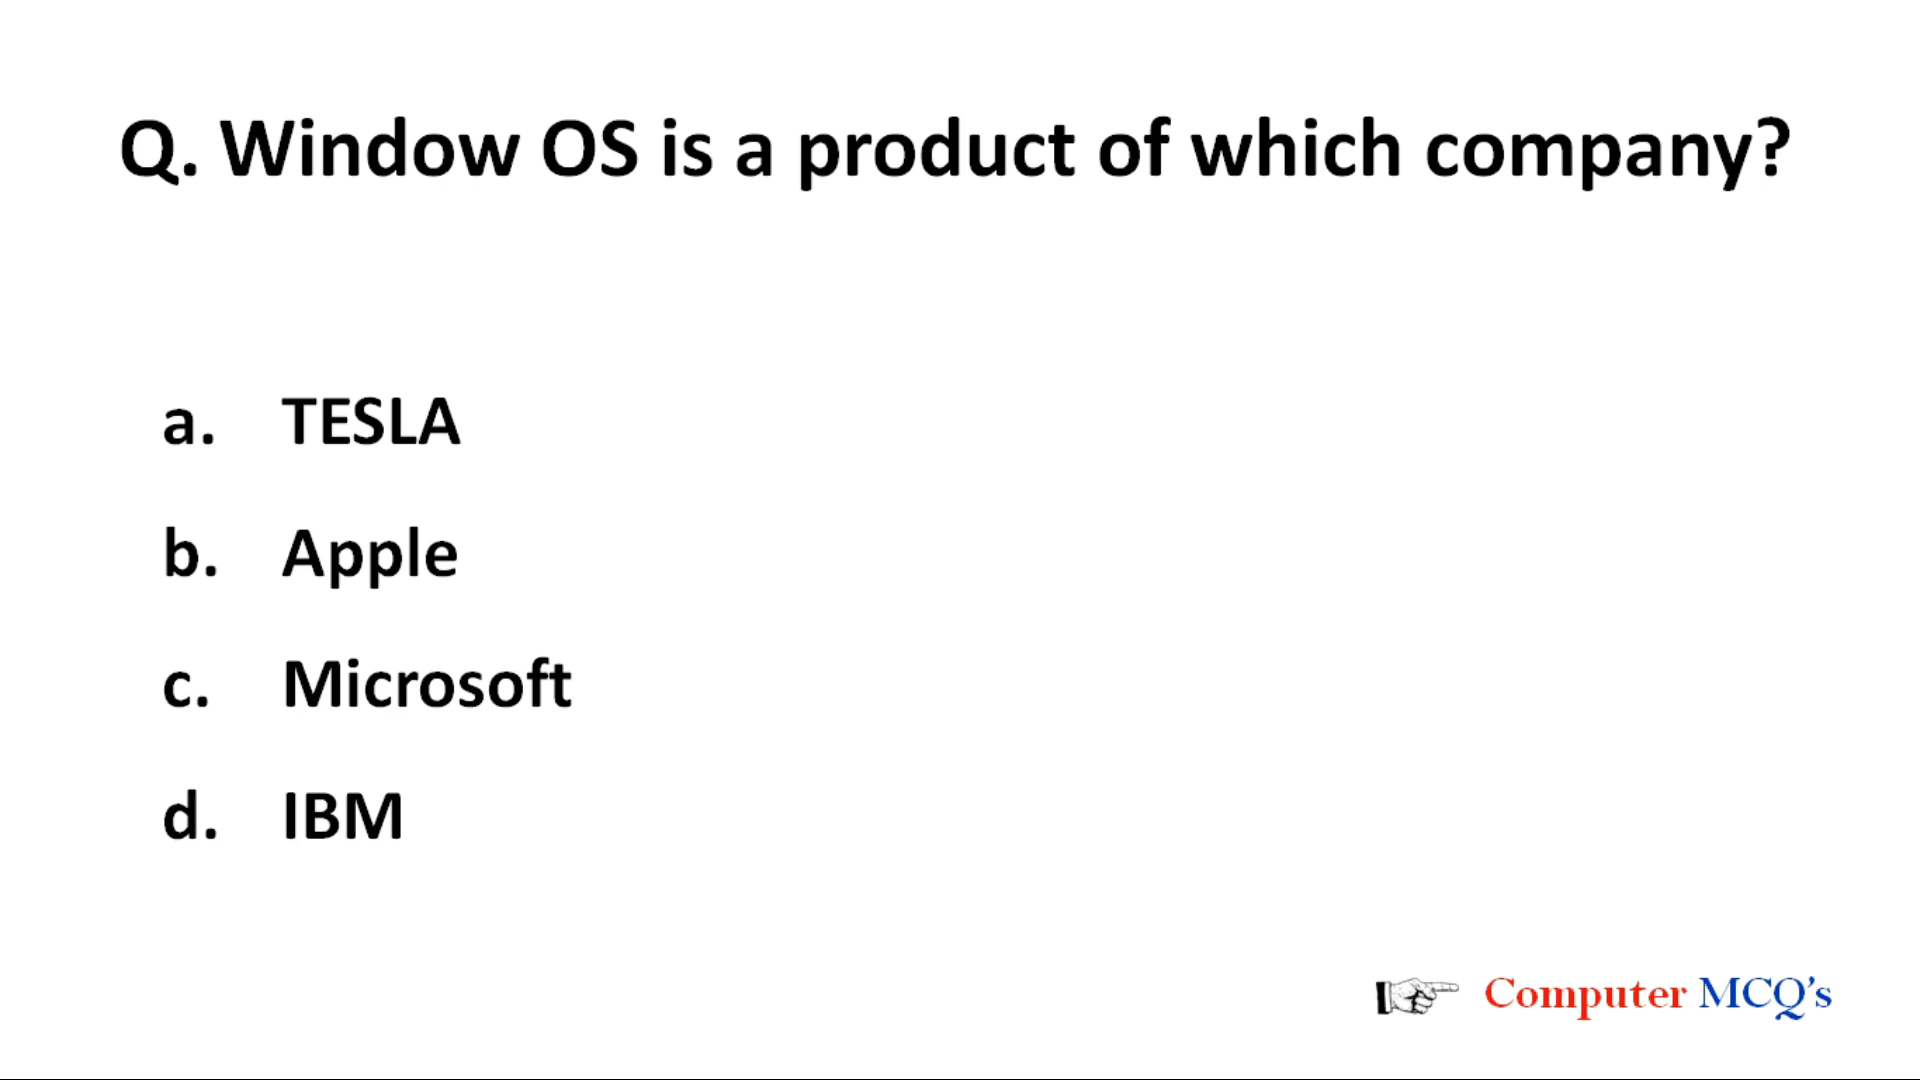 Q. Window OS is a product of which company?
a. TESLA
b. Apple
c. Microsoft
d. IBM
Computer MCQ's